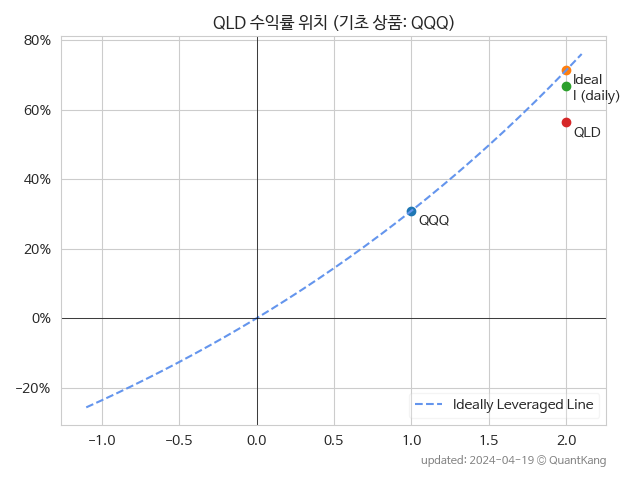 QLD 수익률 위치 (기초 상품: QQQ)
80%
60%
40%
20%
0%
−20%
Ideal
I (daily)
QLD
QQQ
Ideally Leveraged Line
−1.0 −0.5 0.0 0.5 1.0 1.5 2.0
updated: 2024-04-19 © QuantKang